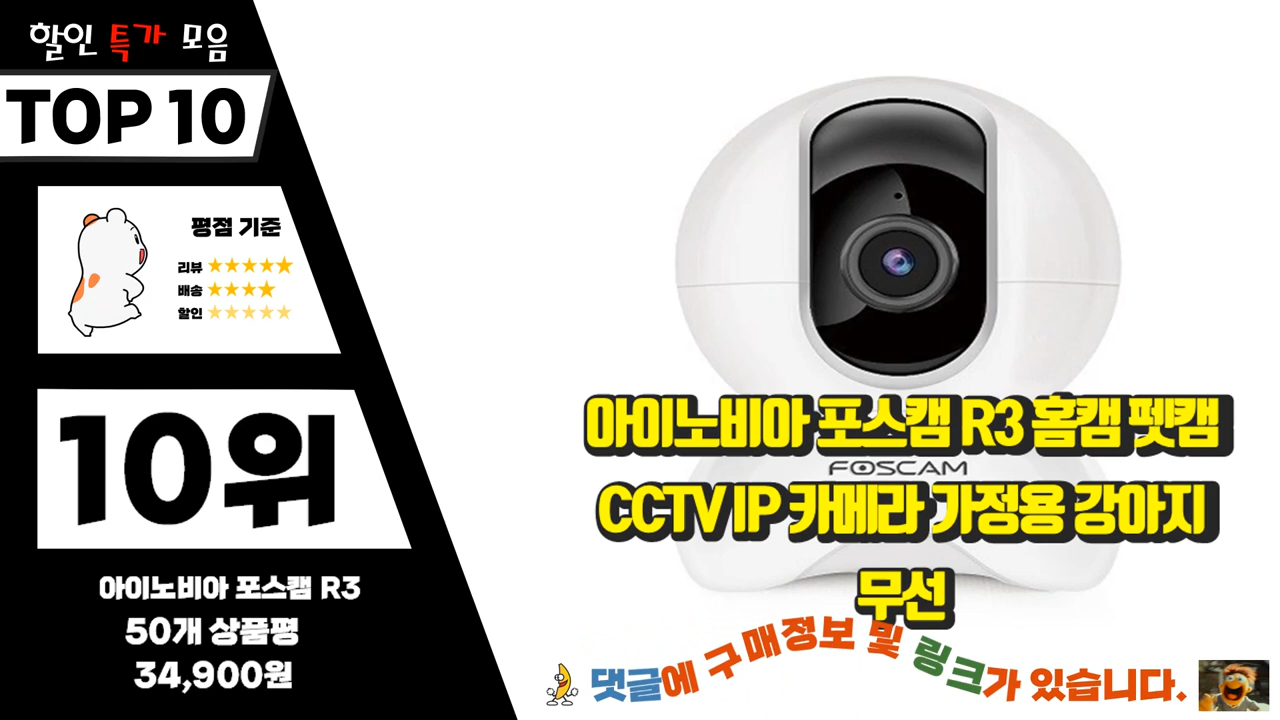 할인 특가 모음
TOP 10
평점 기준
리뷰 ★★★★★
배송 ★★★★
할인 ★★★★★
10위
아이노비아 포스캠 R3
50개 상품평
34,900원
아이노비아 포스캠 R3 홈캠 펫캠
FOSCAM
CCTV IP 카메라 가정용 강아지
무선
댓글에 구매정보 및 링크가 있습니다.